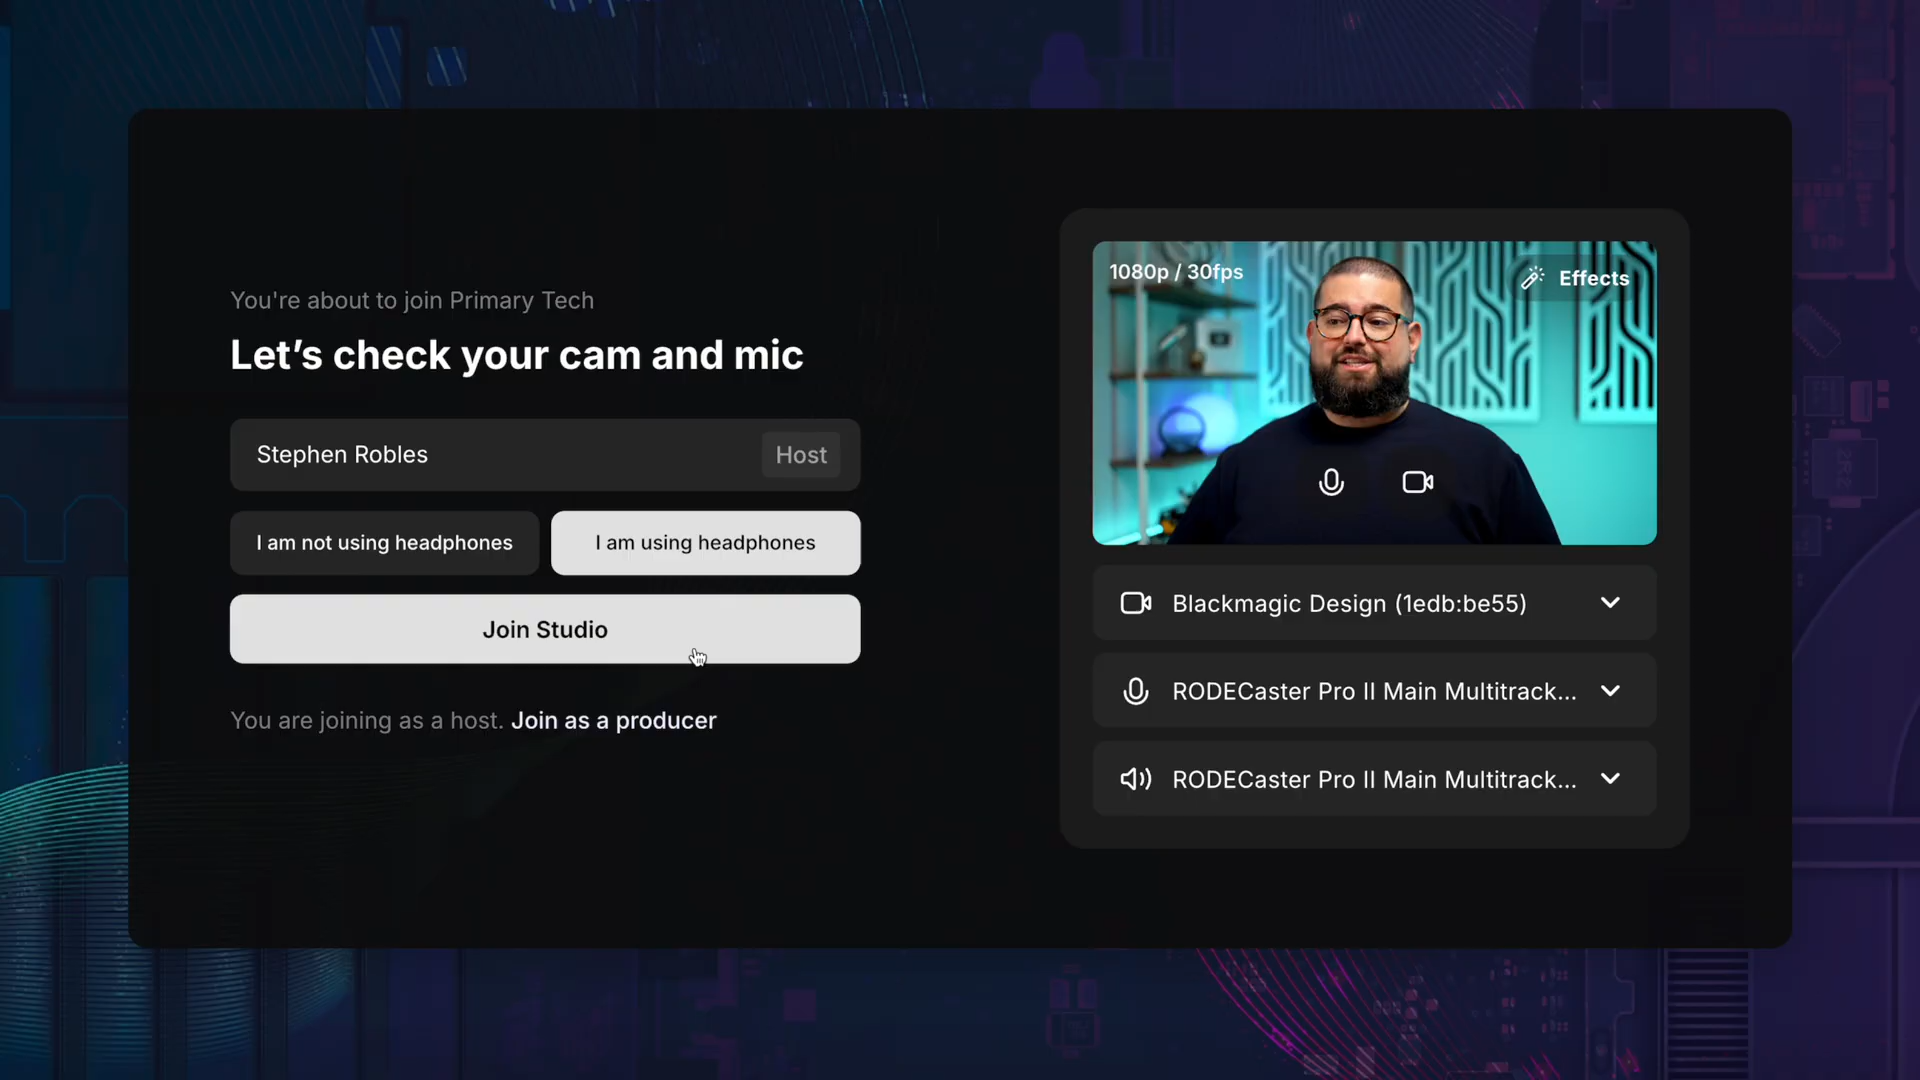 You're about to join Primary Tech
Let’s check your cam and mic
Stephen Robles
Host
I am not using headphones
I am using headphones
Join Studio
You are joining as a host. Join as a producer
1080p / 30fps
Effects
Blackmagic Design (1edb:be55)
RODECaster Pro II Main Multitrack...
RODECaster Pro II Main Multitrack...
2R2